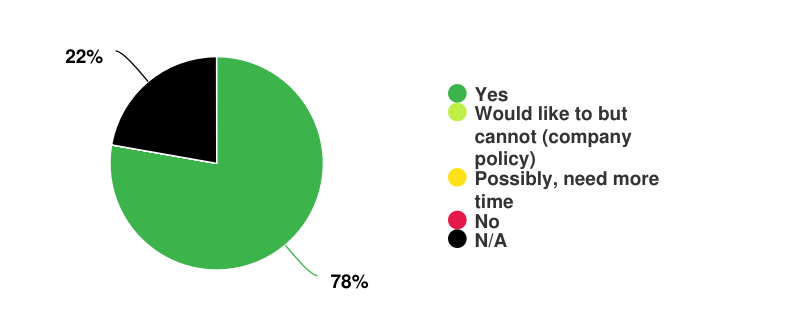 22%
78%
Yes
Would like to but
cannot (company
policy)
Possibly, need more
time
No
N/A